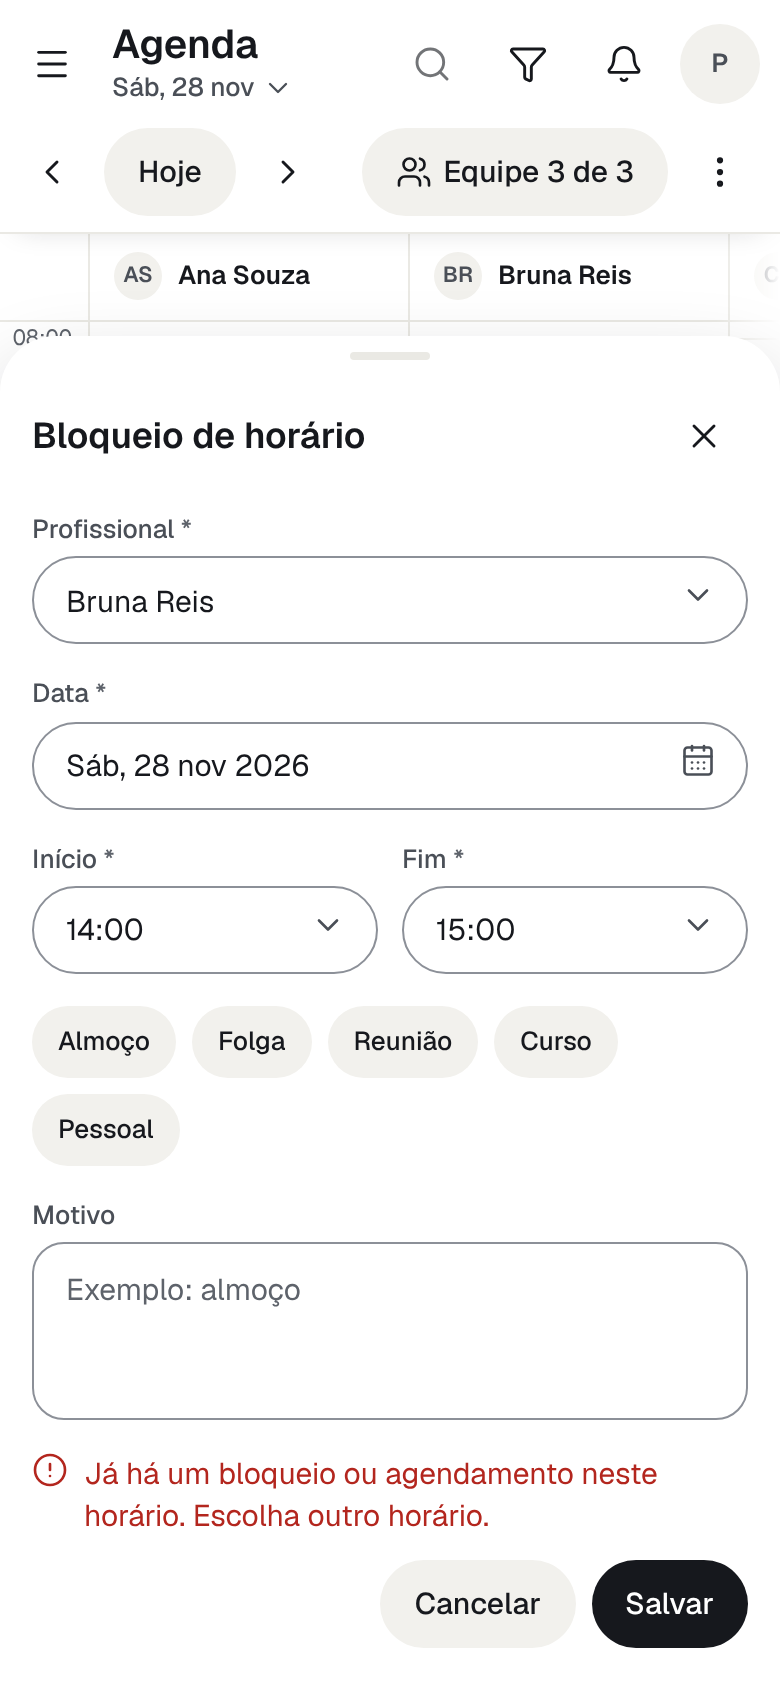 Agenda
Sáb, 28 nov
P
Hoje
Equipe 3 de 3
AS Ana Souza
BR Bruna Reis
08:00
Bloqueio de horário
Profissional *
Bruna Reis
Data *
Sáb, 28 nov 2026
Início *
Fim *
14:00
15:00
Almoço
Folga
Reunião
Curso
Pessoal
Motivo
Exemplo: almoço
Já há um bloqueio ou agendamento neste
horário. Escolha outro horário.
Cancelar
Salvar